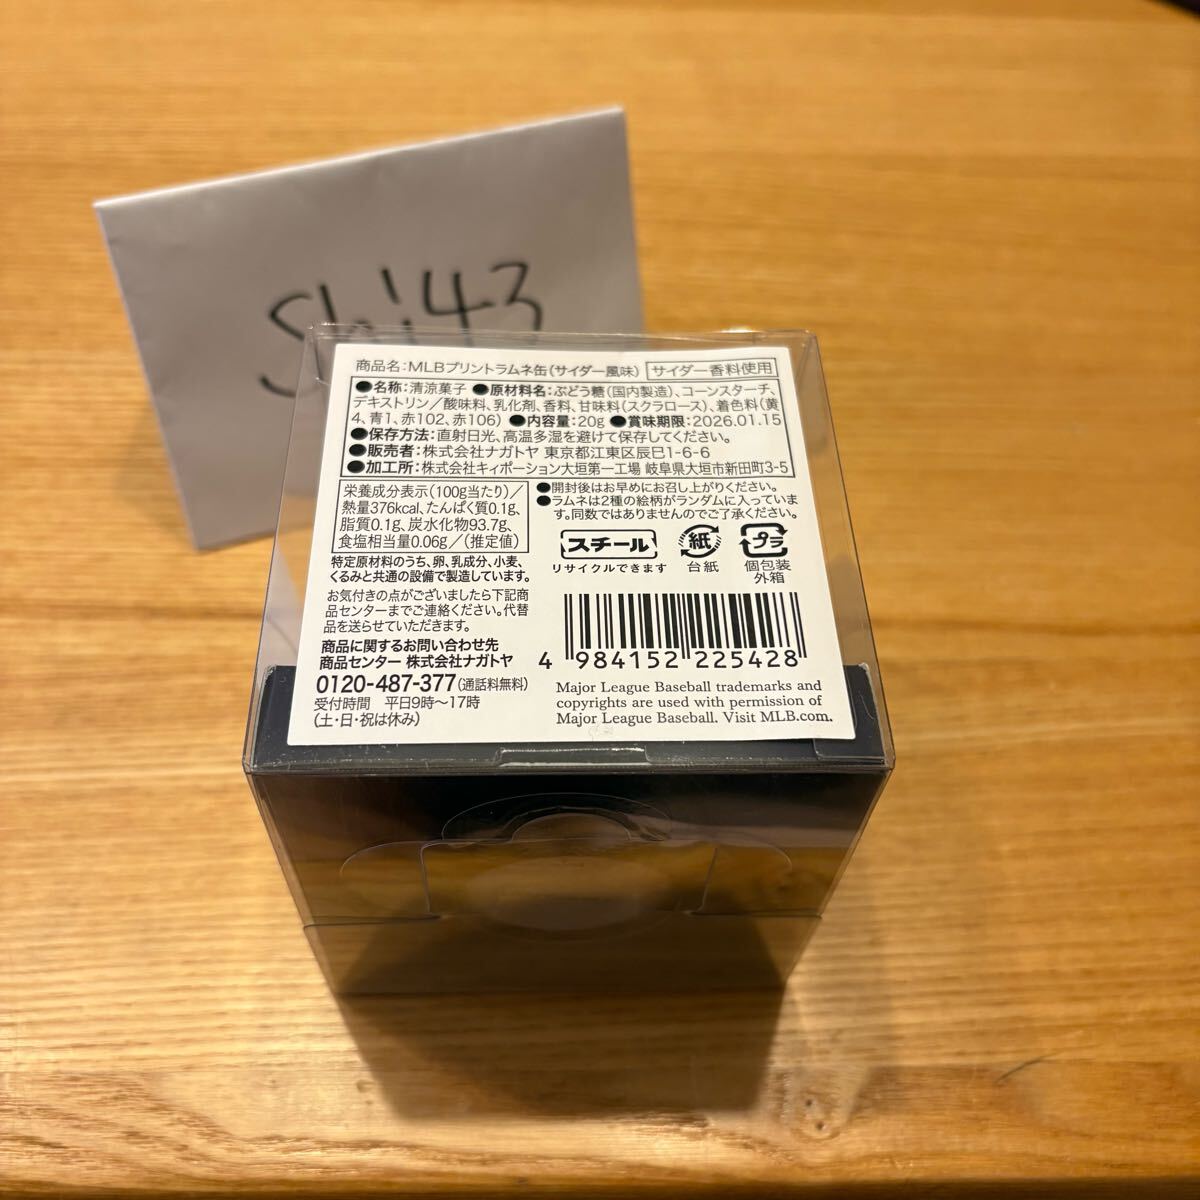 Shi43
商品名:MLBプリントラムネ缶(サイダー風味) サイダー香料使用
●名称:清涼菓子 ●原材料名:ぶどう糖(国内製造)、コーンスターチ、
デキストリン/酸味料、乳化剤、香料、甘味料(スクラロース)、着色料(黄
4、青1、赤102、赤106) ●内容量:20g ●賞味期限:2026.01.15
●保存方法:直射日光、高温多湿を避けて保存してください。
●販売者:株式会社ナガトヤ 東京都江東区辰巳1-6-6
●加工所:株式会社キィポーション大垣第一工場 岐阜県大垣市新田町3-5
栄養成分表示(100g当たり)/
熱量376kcal、たんぱく質0.1g、
脂質0.1g、炭水化物93.7g、
食塩相当量0.06g/(推定値)
特定原材料のうち、卵、乳成分、小麦、
くるみと共通の設備で製造しています。
お気付きの点がございましたら下記商
品センターまでご連絡ください。代替
品を送らせていただきます。
商品に関するお問い合わせ先
商品センター 株式会社ナガトヤ
0120-487-377(通話料無料)
受付時間 平日9時〜17時
(土・日・祝は休み)
●開封後はお早めにお召し上がりください。
●ラムネは2種の絵柄がランダムに入っていま
す。同数ではありませんのでご了承ください。
スチール
リサイクルできます
紙
台紙
プラ
個包装
外箱
4 984152 225428
Major League Baseball trademarks and
copyrights are used with permission of
Major League Baseball. Visit MLB.com.